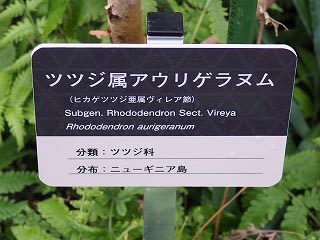 ツツジ属アウリゲラヌム
（ヒカゲツツジ亜属ヴィレア節）
Subgen. Rhododendron Sect. Vireya
Rhododendron aurigeranum
分類：ツツジ科
分布：ニューギニア島